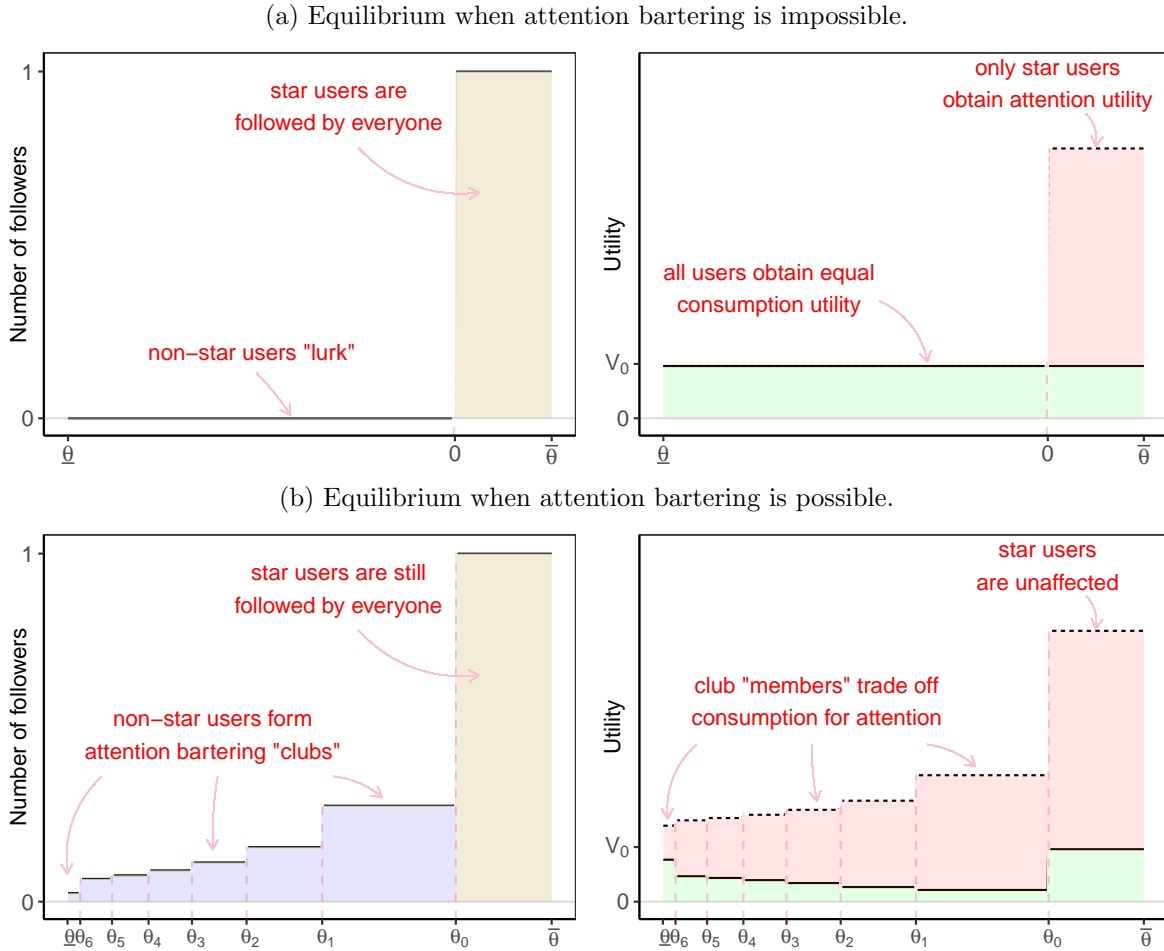 (a) Equilibrium when attention bartering is impossible.
Number of followers
1
0
star users are
followed by everyone
non−star users "lurk"
θ
0
θ̅
Utility
V₀
0
only star users
obtain attention utility
all users obtain equal
consumption utility
θ
0
θ̅
(b) Equilibrium when attention bartering is possible.
Number of followers
1
0
star users are still
followed by everyone
non−star users form
attention bartering "clubs"
θ̲ θ₆ θ₅ θ₄ θ₃ θ₂ θ₁ θ₀ θ̅
Utility
V₀
0
star users
are unaffected
club "members" trade off
consumption for attention
θ̲ θ₆ θ₅ θ₄ θ₃ θ₂ θ₁ θ₀ θ̅